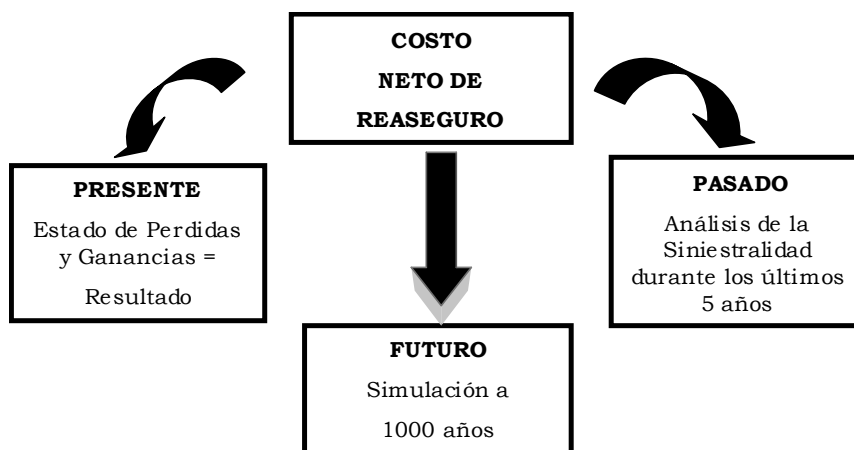 COSTO
NETO DE
REASEGURO
PRESENTE
Estado de Perdidas
y Ganancias =
Resultado
PASADO
Análisis de la
Siniestralidad
durante los últimos
5 años
FUTURO
Simulación a
1000 años